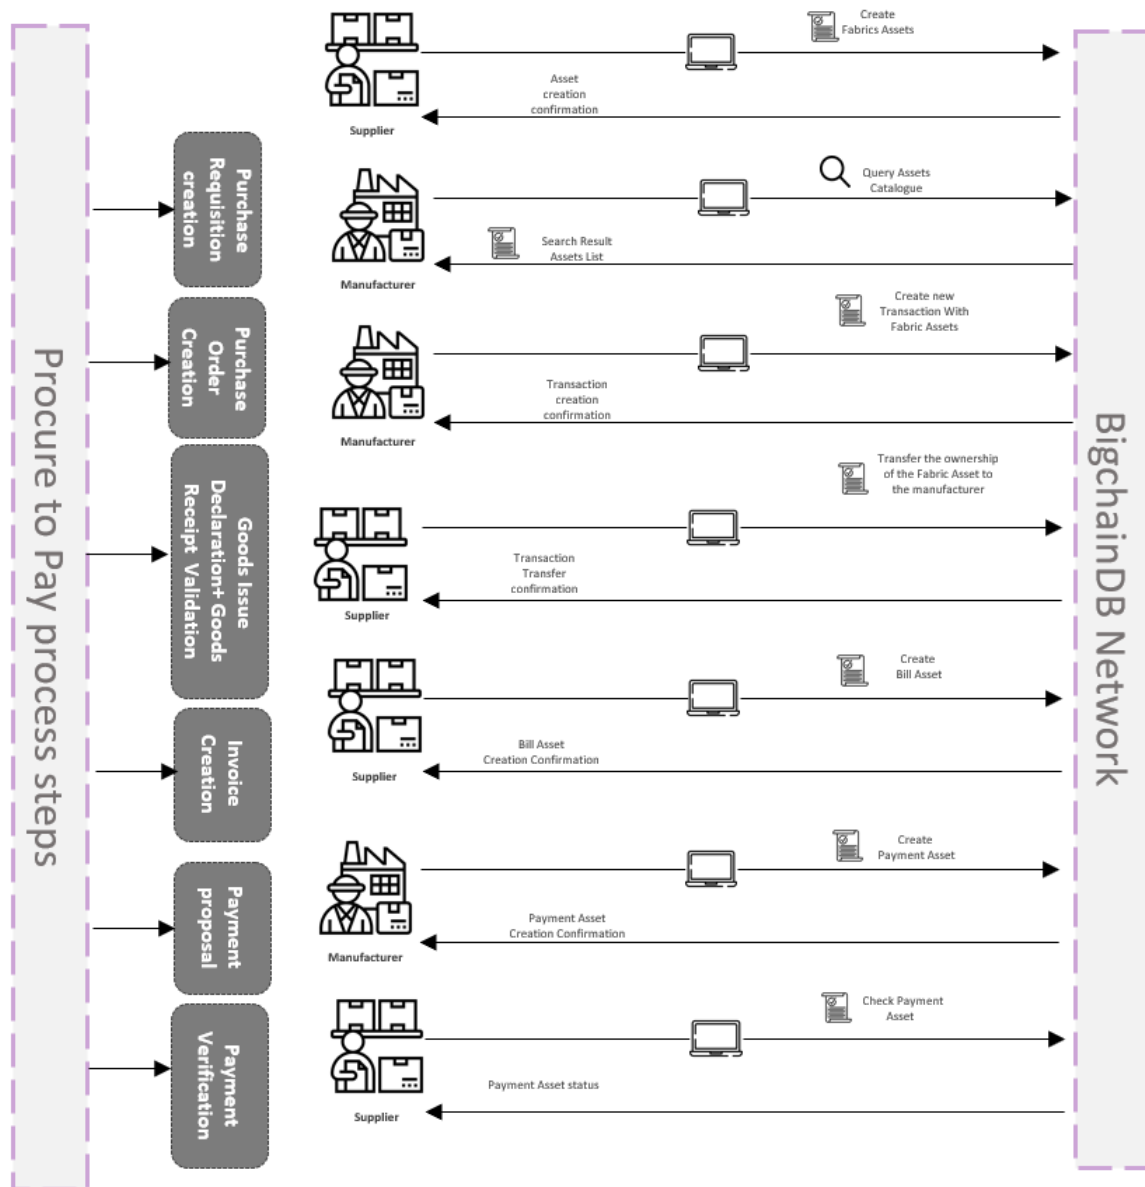 Procure to Pay process steps
Create
Fabrics Assets
Asset
creation
confirmation
Supplier
Purchase
Requisition
creation
Query Assets
Catalogue
Search Result
Assets List
Manufacturer
Purchase
Order
Creation
Create new
Transaction With
Fabric Assets
Transaction
creation
confirmation
Manufacturer
Goods Issue
Declaration+ Goods
Receipt Validation
Transfer the ownership
of the Fabric Asset to
the manufacturer
Transaction
Transfer
confirmation
Supplier
Invoice
Creation
Create
Bill Asset
Bill Asset
Creation Confirmation
Supplier
Payment
proposal
Create
Payment Asset
Payment Asset
Creation Confirmation
Manufacturer
Payment
Verification
Check Payment
Asset
Payment Asset status
Supplier
BigchainDB Network